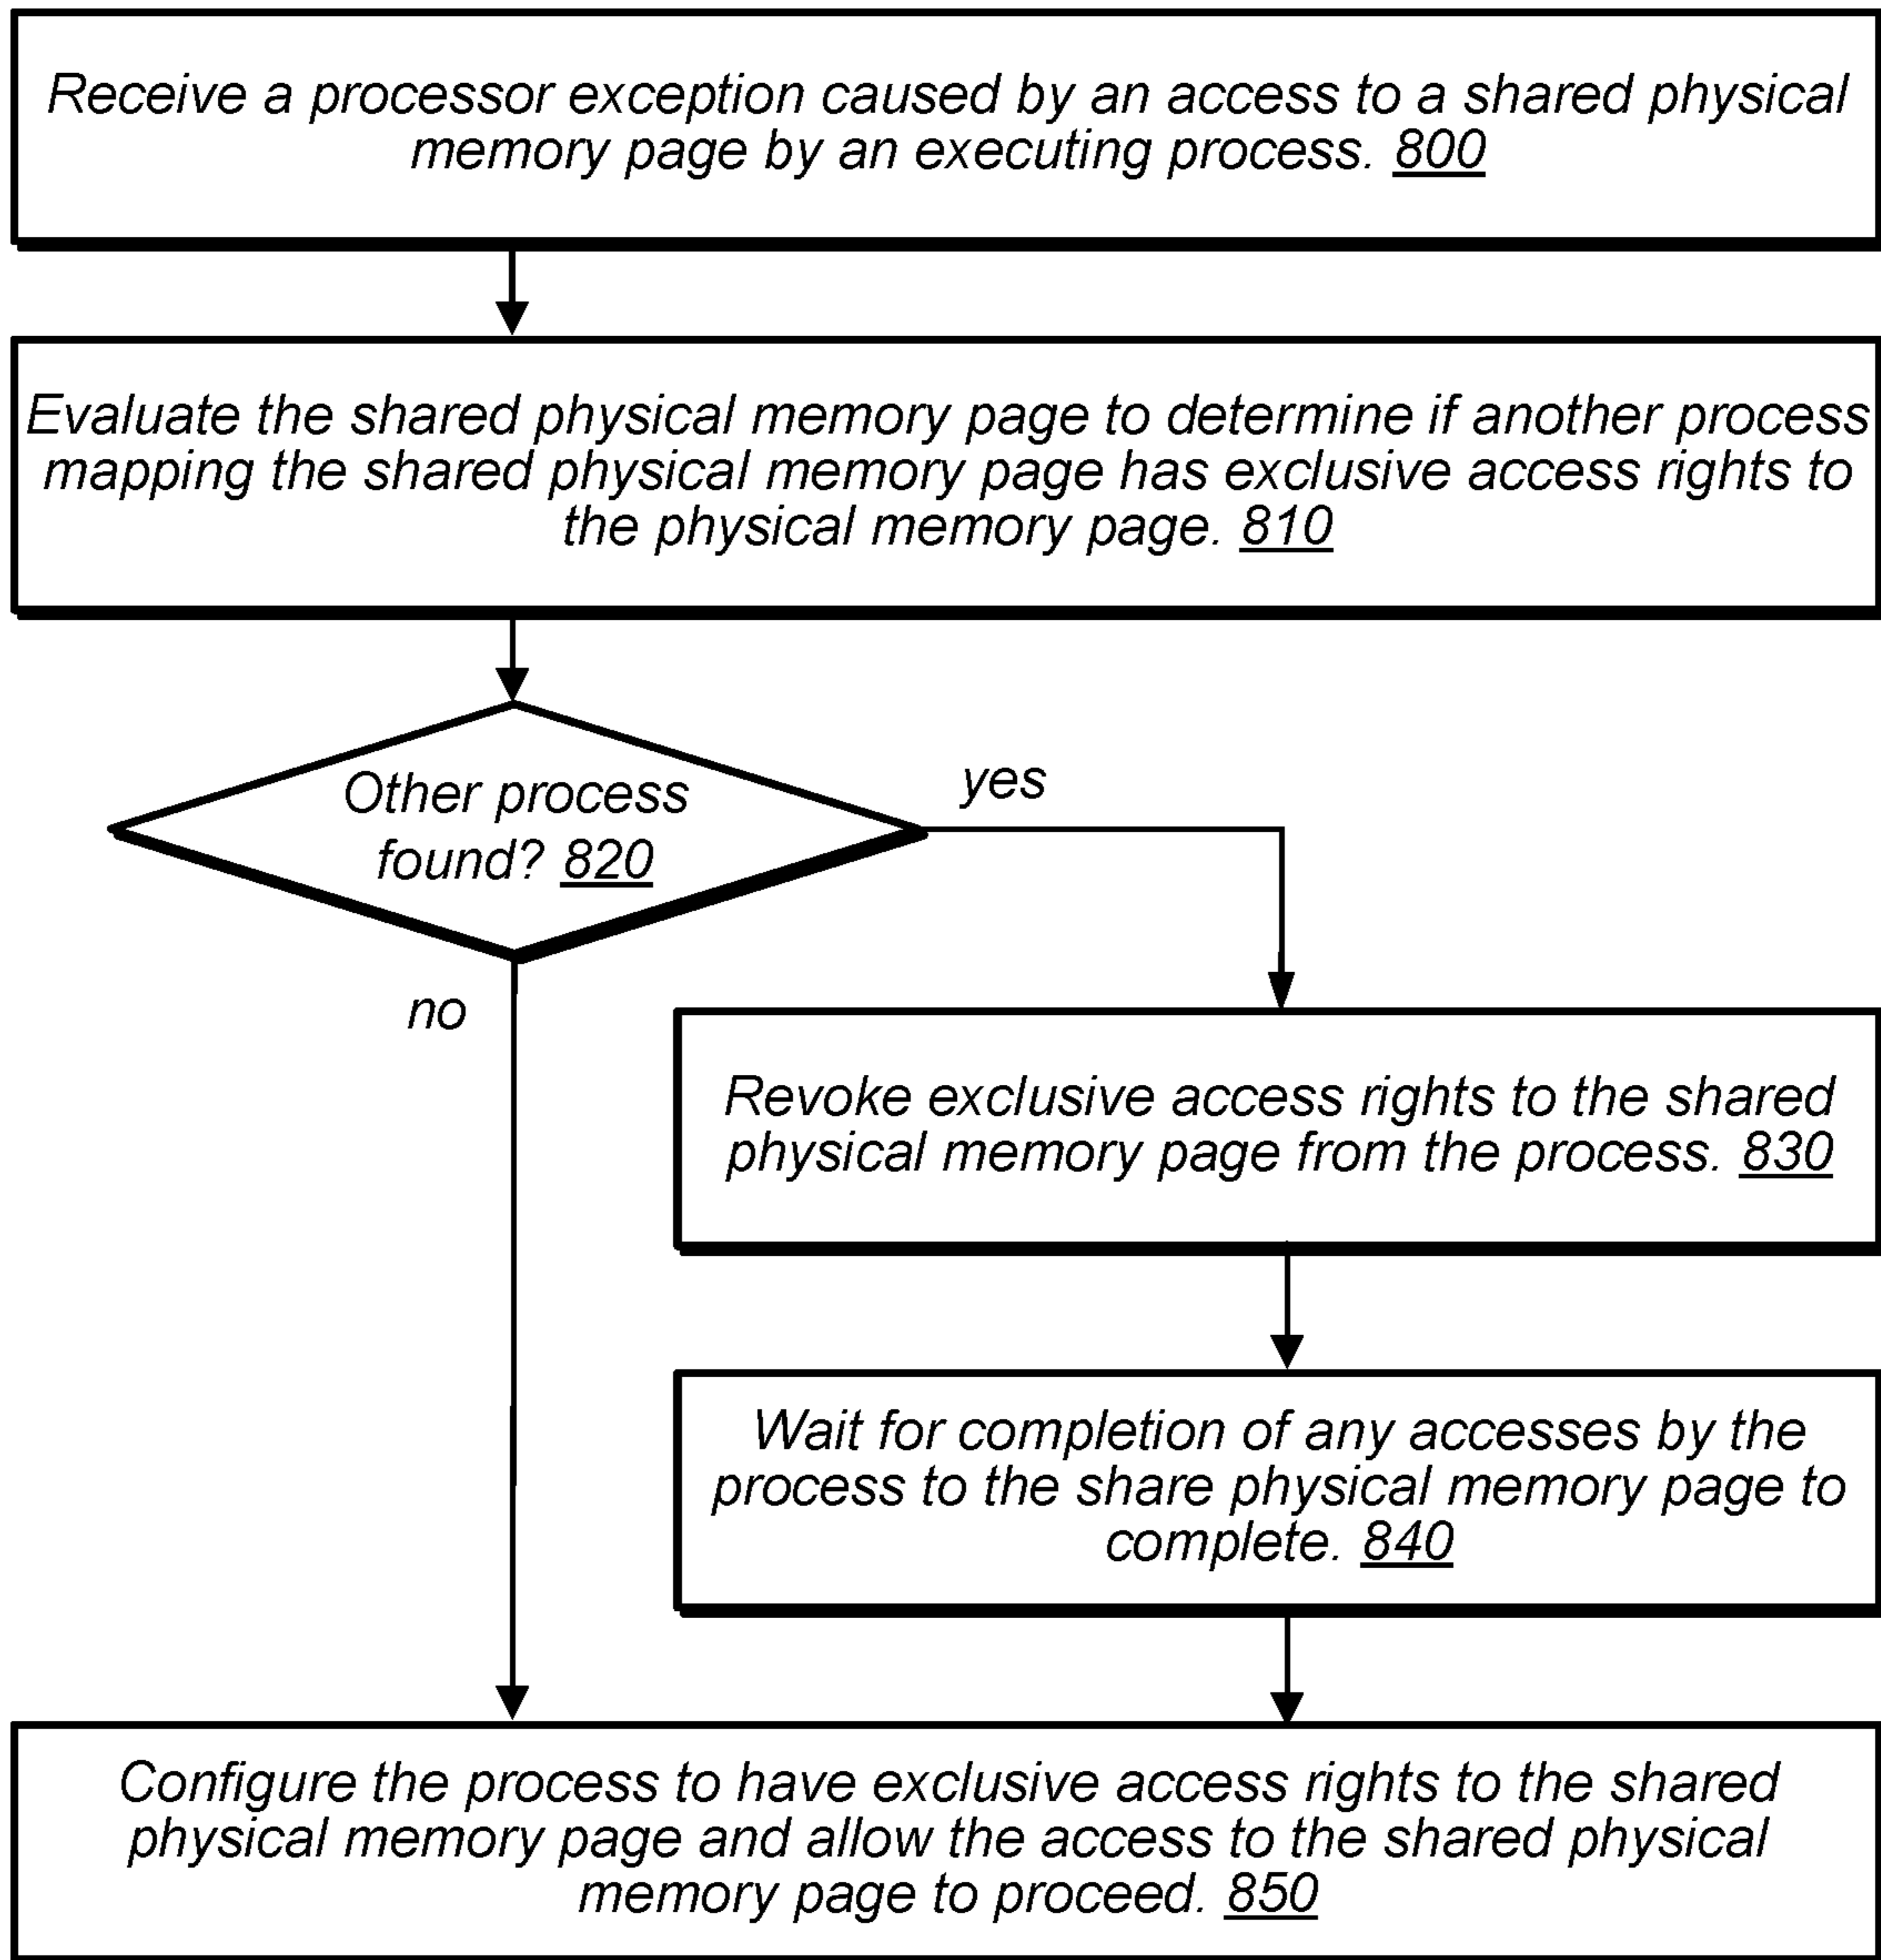 Receive a processor exception caused by an access to a shared physical
memory page by an executing process. 800
Evaluate the shared physical memory page to determine if another process
mapping the shared physical memory page has exclusive access rights to
the physical memory page. 810
Other process
found? 820
yes
no
Revoke exclusive access rights to the shared
physical memory page from the process. 830
Wait for completion of any accesses by the
process to the share physical memory page to
complete. 840
Configure the process to have exclusive access rights to the shared
physical memory page and allow the access to the shared physical
memory page to proceed. 850